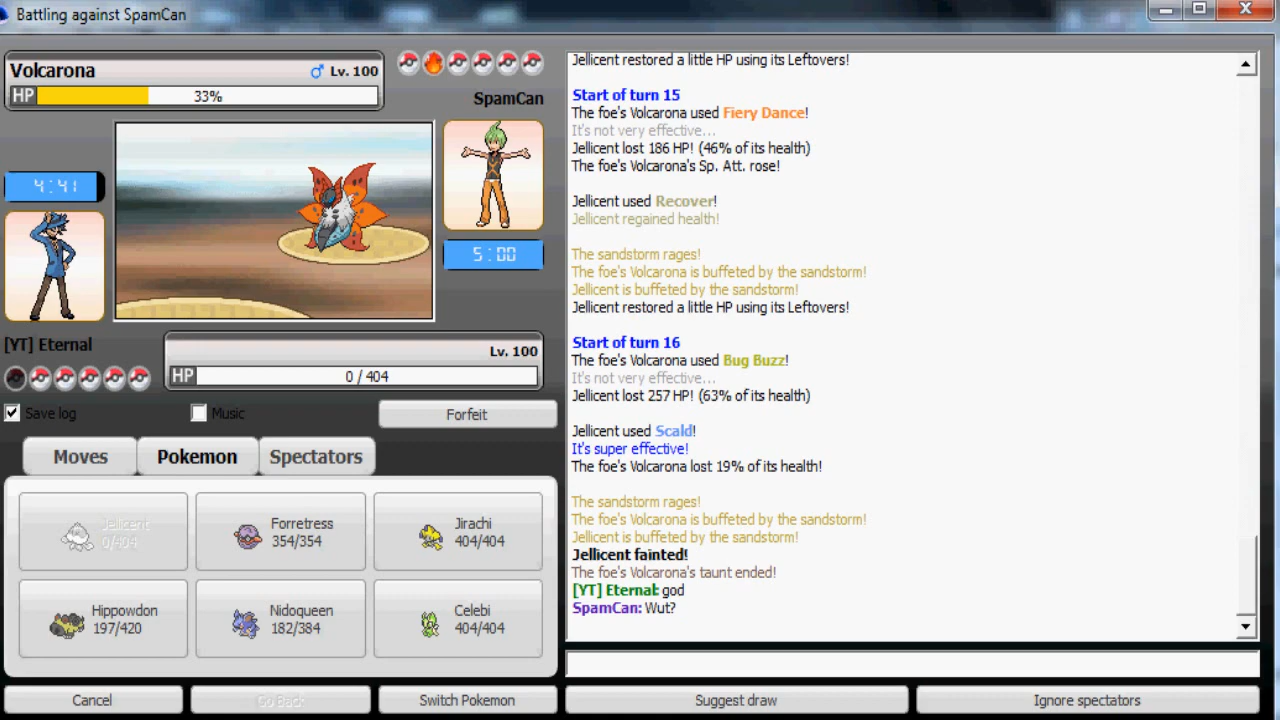 Battling against SpamCan
Volcarona ♂ Lv. 100
HP 33%
SpamCan
4:41
5:00
[YT] Eternal
Lv. 100
HP 0 / 404
Save log
Music
Forfeit
Moves
Pokemon
Spectators
Jellicent
0/404
Forretress
354/354
Jirachi
404/404
Hippowdon
197/420
Nidoqueen
182/384
Celebi
404/404
Cancel
Go Back
Switch Pokemon
Jellicent restored a little HP using its Leftovers!
Start of turn 15
The foe's Volcarona used Fiery Dance!
It's not very effective...
Jellicent lost 186 HP! (46% of its health)
The foe's Volcarona's Sp. Att. rose!
Jellicent used Recover!
Jellicent regained health!
The sandstorm rages!
The foe's Volcarona is buffeted by the sandstorm!
Jellicent is buffeted by the sandstorm!
Jellicent restored a little HP using its Leftovers!
Start of turn 16
The foe's Volcarona used Bug Buzz!
It's not very effective...
Jellicent lost 257 HP! (63% of its health)
Jellicent used Scald!
It's super effective!
The foe's Volcarona lost 19% of its health!
The sandstorm rages!
The foe's Volcarona is buffeted by the sandstorm!
Jellicent is buffeted by the sandstorm!
Jellicent fainted!
The foe's Volcarona's taunt ended!
[YT] Eternal: god
SpamCan: Wut?
Suggest draw
Ignore spectators